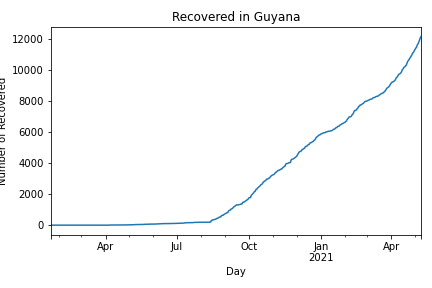 Recovered in Guyana
12000
10000
8000
6000
4000
2000
0
Number of Recovered
Apr
Jul
Oct
Jan
2021
Apr
Day